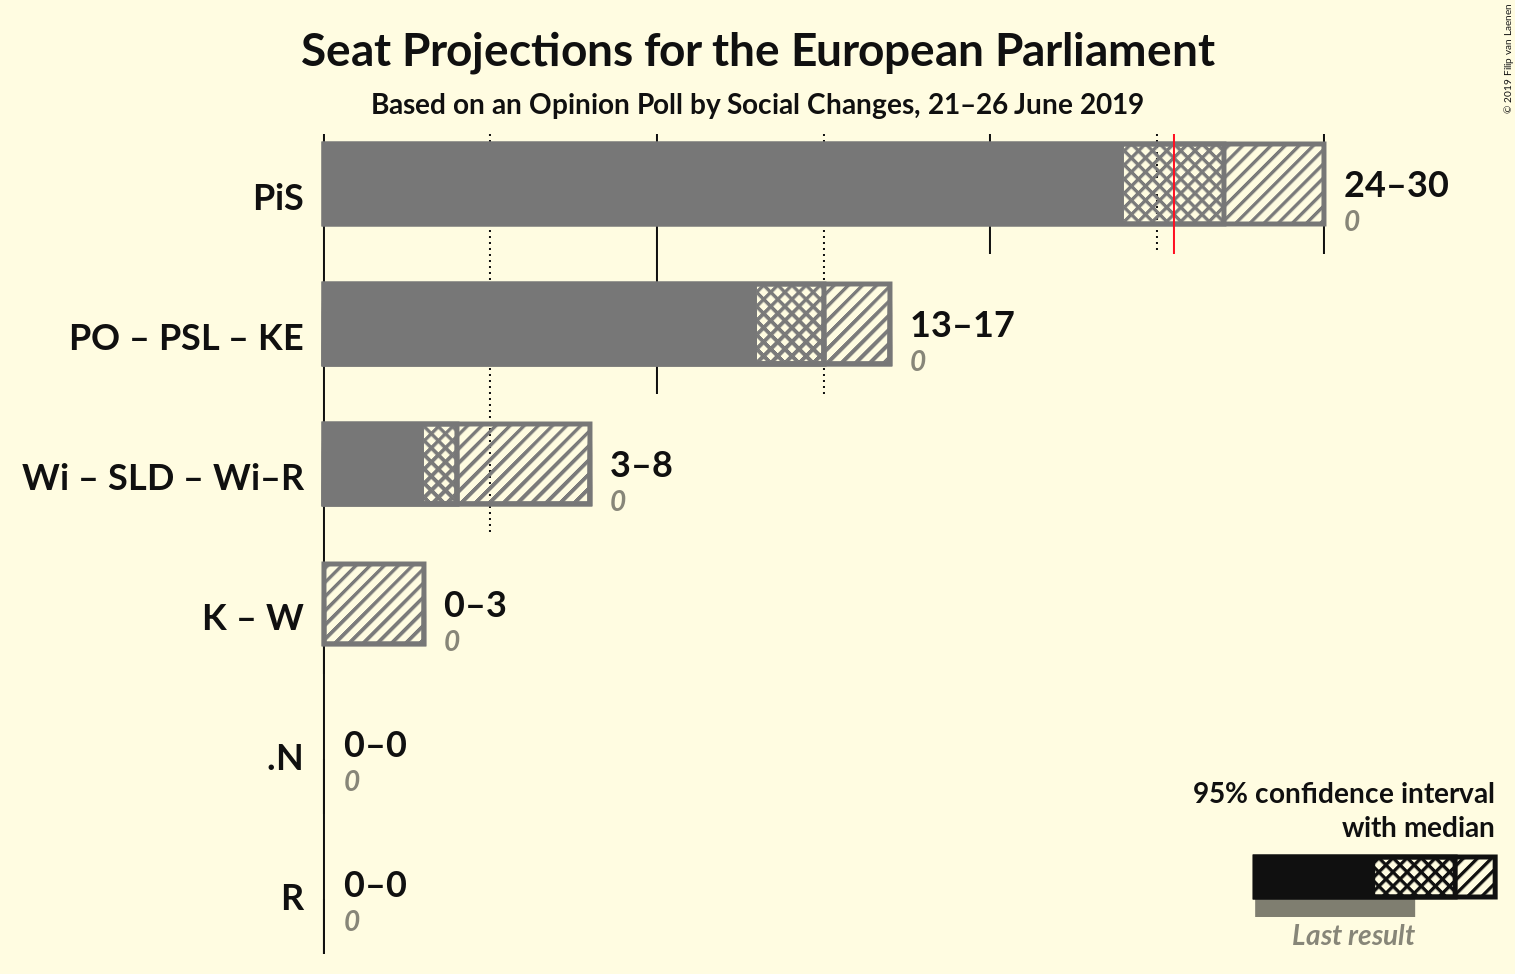 Seat Projections for the European Parliament
Based on an Opinion Poll by Social Changes, 21–26 June 2019
© 2019 Filip van Laenen
PiS
24–30
0
PO – PSL – KE
13–17
0
Wi – SLD – Wi–R
3–8
0
K – W
0–3
0
.N
0–0
0
R
0–0
0
95% confidence interval
with median
Last result